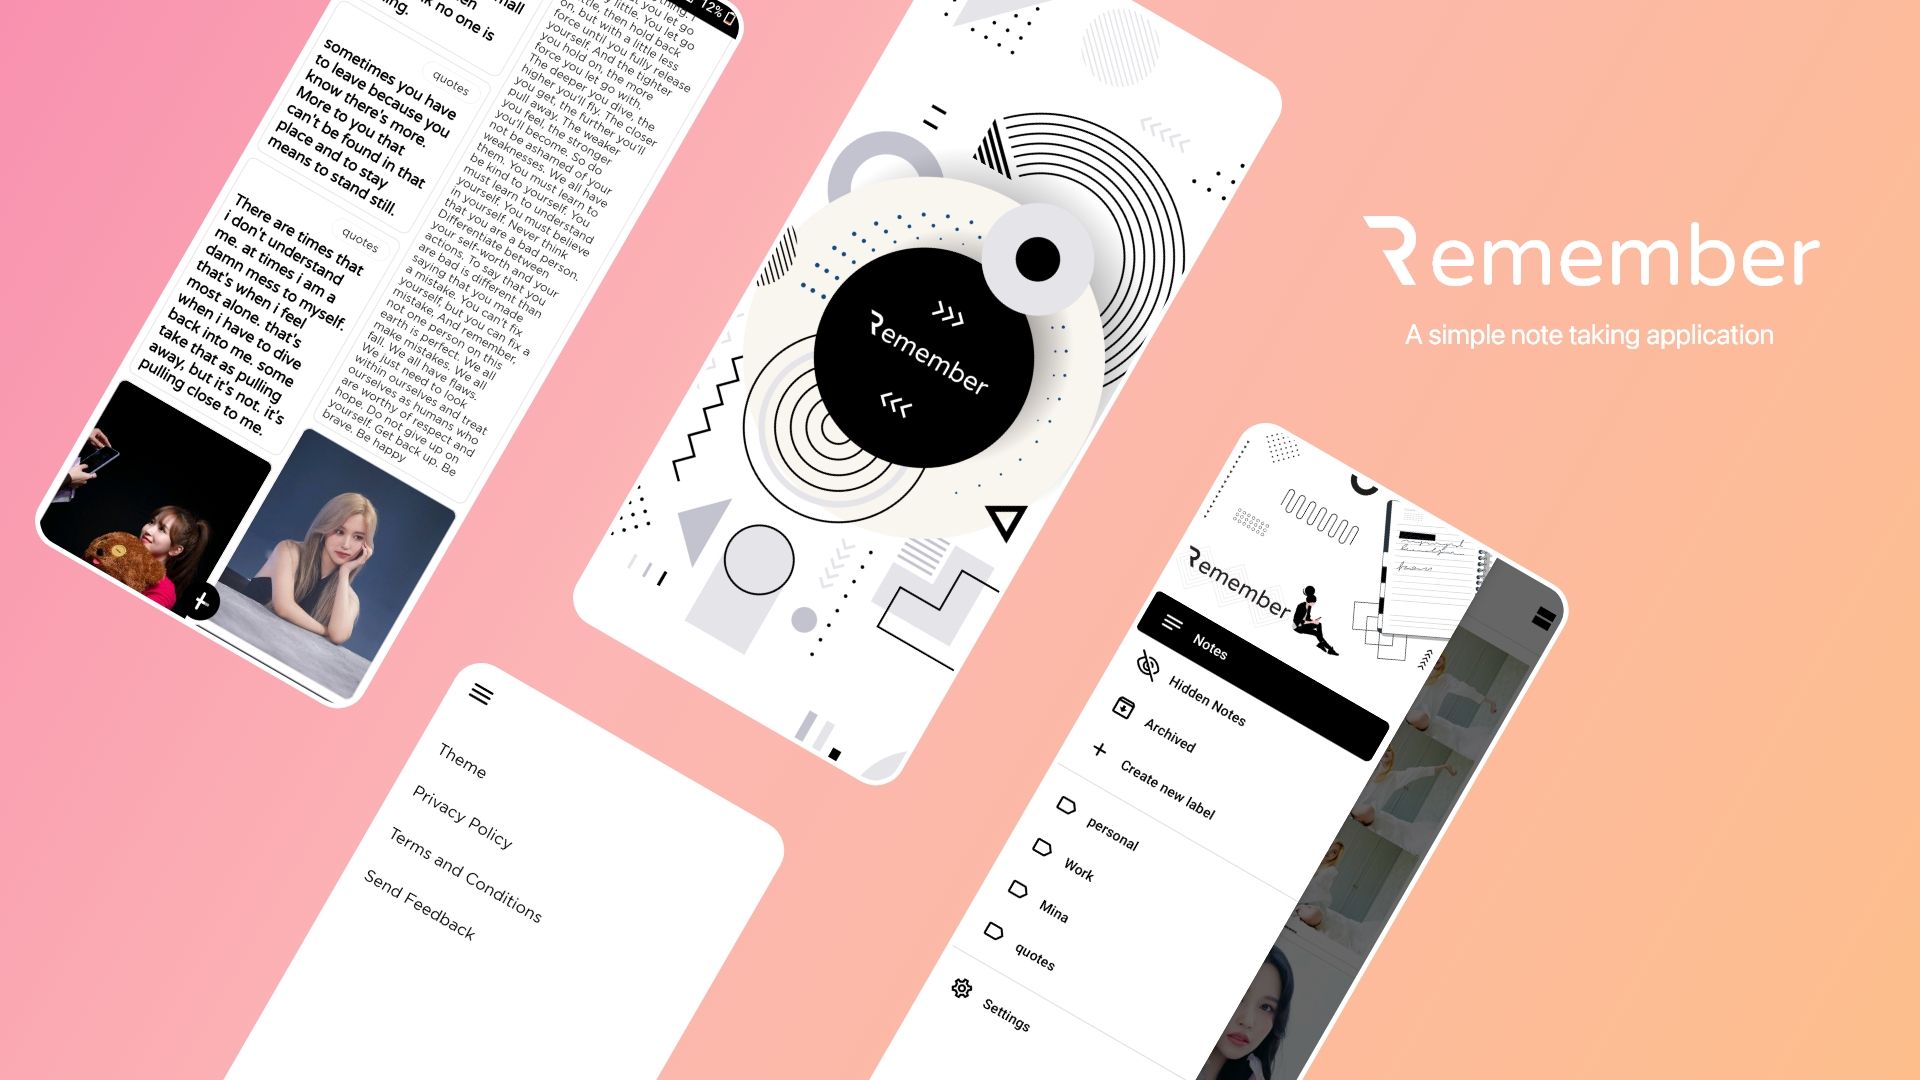 mall
en
k no one is
ing.
quotes
sometimes you have
to leave because you
know there's more.
More to you that
can't be found in that
place and to stay
means to stand still.
quotes
There are times that
i don't understand
me. at times i am a
damn mess to myself.
that's when i feel
most alone. that's
when i have to dive
back into me. some
take that as pulling
away, but it's not. it's
pulling close to me.
12%
you let go
little. You let go
on, but with a little less
force until you fully release
yourself. And the tighter
you hold on, the more
force you let go with.
The deeper you dive, the
higher you'll fly. The closer
you get, the further you'll
pull away. The weaker
you feel, the stronger
you'll become. So do
not be ashamed of your
weaknesses. We all have
them. You must learn to
be kind to yourself. You
must learn to understand
yourself. You must believe
in yourself. Never think
that you are a bad person.
Differentiate between
your self-worth and your
actions. To say that you
are bad is different than
saying that you made
a mistake. You can't fix
yourself, but you can fix a
mistake. And remember,
not one person on this
earth is perfect. We all
make mistakes. We all
fall. We all have flaws.
We just need to look
within ourselves and treat
ourselves as humans who
are worthy of respect and
hope. Do not give up on
yourself. Get back up. Be
brave. Be happy
Remember
Remember
A simple note taking application
Theme
Privacy Policy
Terms and Conditions
Send Feedback
Remember
Notes
Hidden Notes
Archived
Create new label
personal
Work
Mina
quotes
Settings